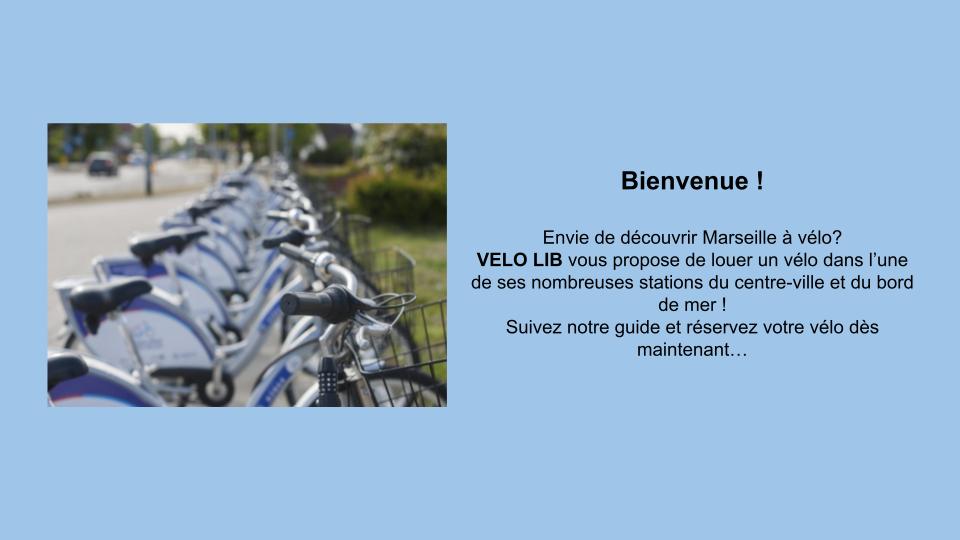 Bienvenue !
Envie de découvrir Marseille à vélo?
VELO LIB vous propose de louer un vélo dans l’une
de ses nombreuses stations du centre-ville et du bord
de mer !
Suivez notre guide et réservez votre vélo dès
maintenant…